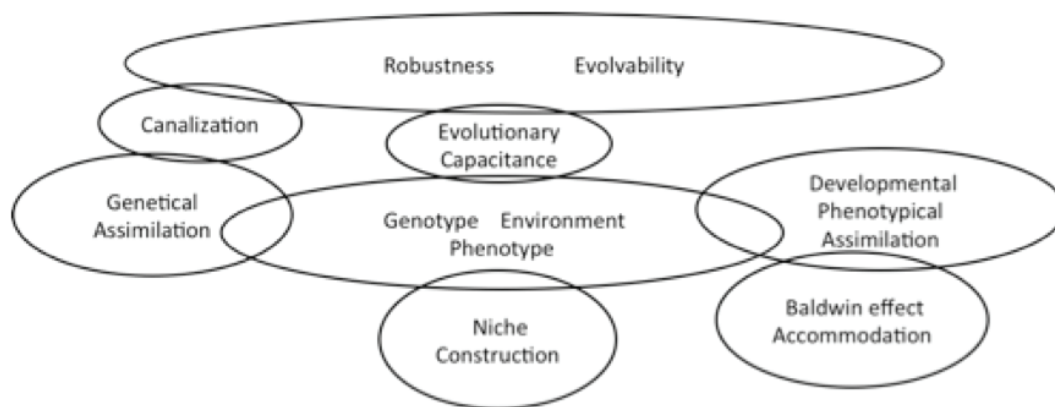 Robustness Evolvability
Canalization
Evolutionary
Capacitance
Genetical
Assimilation
Genotype Environment
Phenotype
Developmental
Phenotypical
Assimilation
Niche
Construction
Baldwin effect
Accommodation